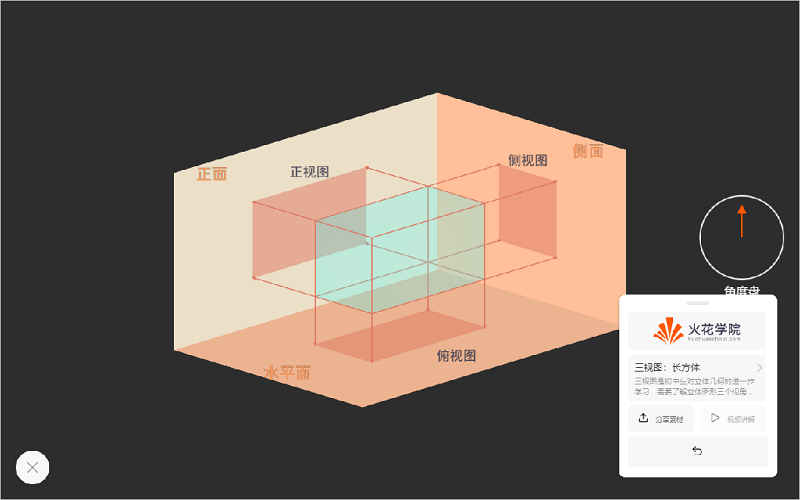 正面
正视图
侧视图
侧面
俯视图
水平面
角度盘
火花学院
huohuaschool.com
三视图：长方体
三视图是初中生对立体几何的进一步
学习，需要了解立体图形三个视角...
分享素材
视频讲解